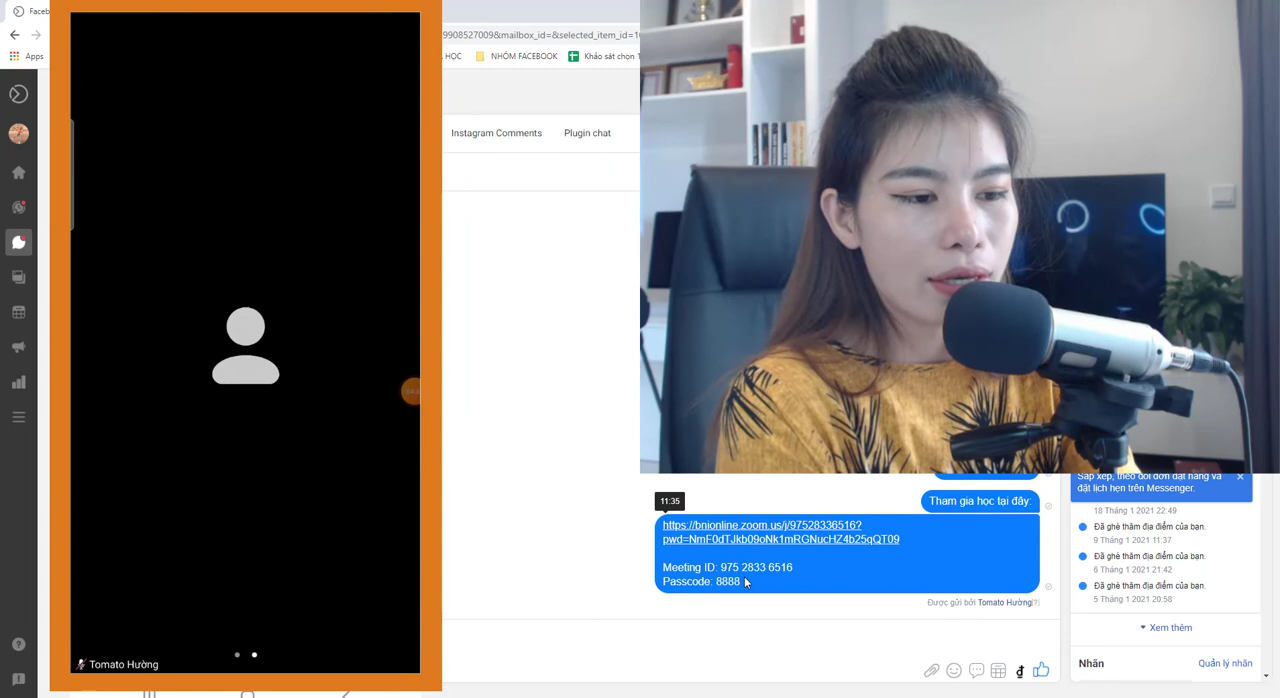 Faceb
9908527009&mailbox_id=&selected_item_id=10
Apps
HỌC
NHÓM FACEBOOK
Khảo sát chọn 1
Instagram Comments
Plugin chat
Tham gia học tại đây:
11:35
https://bnionline.zoom.us/j/97528336516?
pwd=NmF0dTJkb09oNk1mRGNucHZ4b25qQT09
Meeting ID: 975 2833 6516
Passcode: 8888
Được gửi bởi Tomato Hường[?]
Sắp xếp, theo dõi đơn đặt hàng và
đặt lịch hẹn trên Messenger.
18 Tháng 1 2021 22:49
Đã ghé thăm địa điểm của bạn.
9 Tháng 1 2021 11:37
Đã ghé thăm địa điểm của bạn.
6 Tháng 1 2021 21:42
Đã ghé thăm địa điểm của bạn.
5 Tháng 1 2021 20:58
Xem thêm
Nhãn
Quản lý nhãn
Tomato Hường